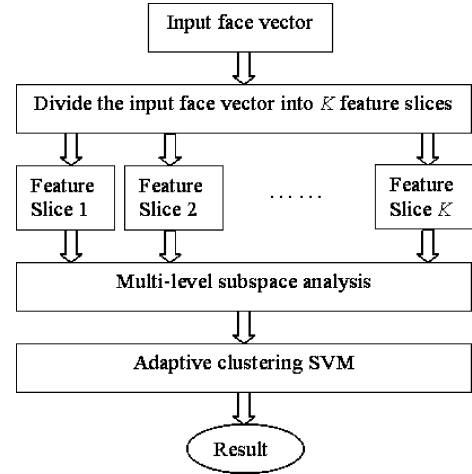 Input face vector
Divide the input face vector into K feature slices
Feature
Slice 1
Feature
Slice 2
......
Feature
Slice K
Multi-level subspace analysis
Adaptive clustering SVM
Result